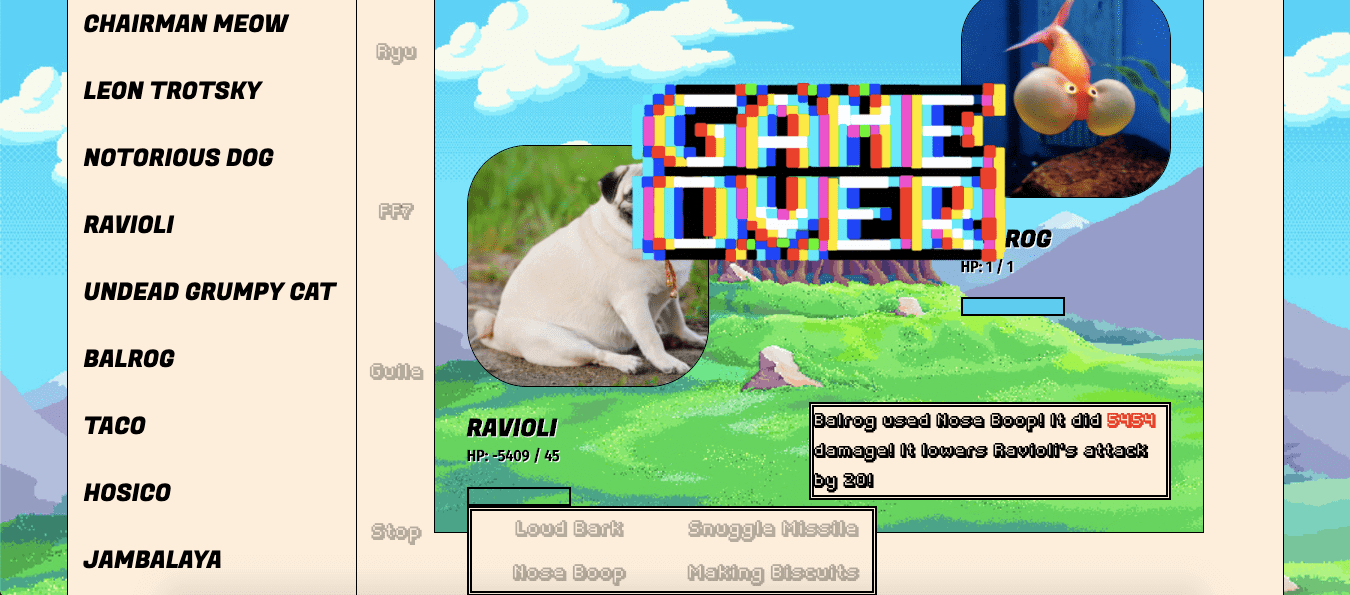 CHAIRMAN MEOW
LEON TROTSKY
NOTORIOUS DOG
RAVIOLI
UNDEAD GRUMPY CAT
BALROG
TACO
HOSICO
JAMBALAYA
Ryu
FF7
Guile
Stop
GAME
OVER
ROG
HP: 1 / 1
RAVIOLI
HP: -5409 / 45
Balrog used Nose Boop! It did 5454
damage! It lowers Ravioli's attack
by 20!
Loud Bark Snuggle Missile
Nose Boop Making Biscuits